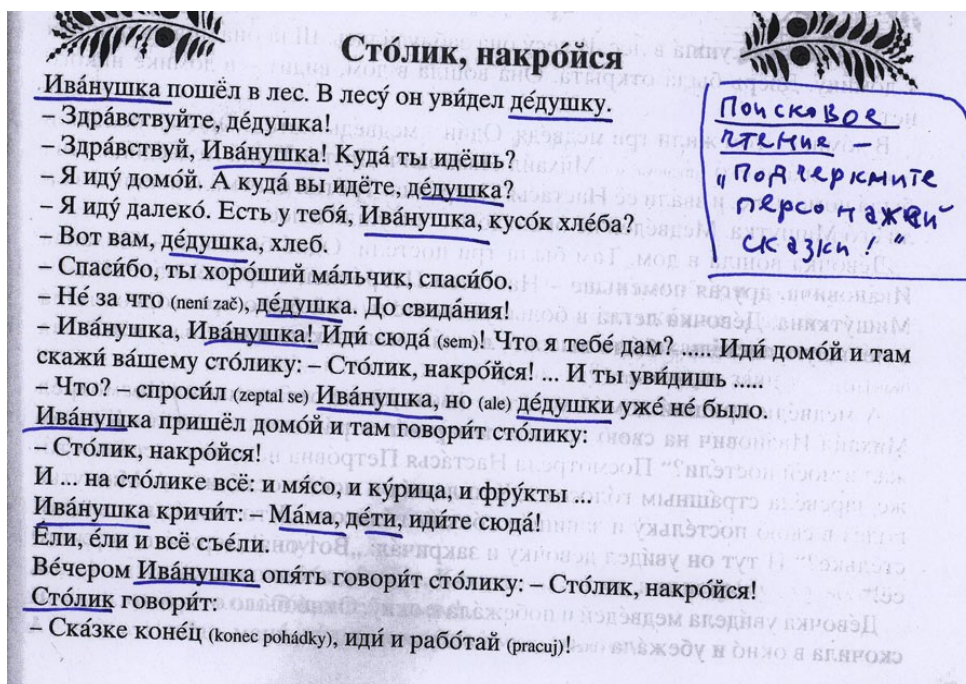 Сто́лик, накро́йся
Ива́нушка пошёл в лес. В лесу́ он уви́дел де́душку.
– Здра́вствуйте, де́душка!
– Здра́вствуй, Ива́нушка! Куда́ ты идёшь?
– Я иду́ домо́й. А куда́ вы идёте, де́душка?
– Я иду́ далеко́. Есть у тебя́, Ива́нушка, кусо́к хле́ба?
– Вот вам, де́душка, хлеб.
– Спаси́бо, ты хоро́ший ма́льчик, спаси́бо.
– Не́ за что (není zač), де́душка. До свида́ния!
– Ива́нушка, Ива́нушка! Иди́ сюда́ (sem)! Что я тебе́ дам? ..... Иди́ домо́й и там
скажи́ ва́шему сто́лику: – Сто́лик, накро́йся! ... И ты уви́дишь .....
– Что? – спроси́л (zeptal se) Ива́нушка, но (ale) де́душки уже́ не́ было.
Ива́нушка пришёл домо́й и там говори́т сто́лику:
– Сто́лик, накро́йся!
И – на сто́лике всё: и мя́со, и ку́рица, и фру́кты ...
Ива́нушка кричи́т: – Ма́ма, де́ти, иди́те сюда́!
Е́ли, е́ли и всё съе́ли.
Ве́чером Ива́нушка опя́ть говори́т сто́лику: – Сто́лик, накро́йся!
Сто́лик говори́т:
– Ска́зке коне́ц (konec pohádky), иди́ и рабо́тай (pracuj)!
Поисковое
чтение –
„Подчеркните
персонажей
сказки."